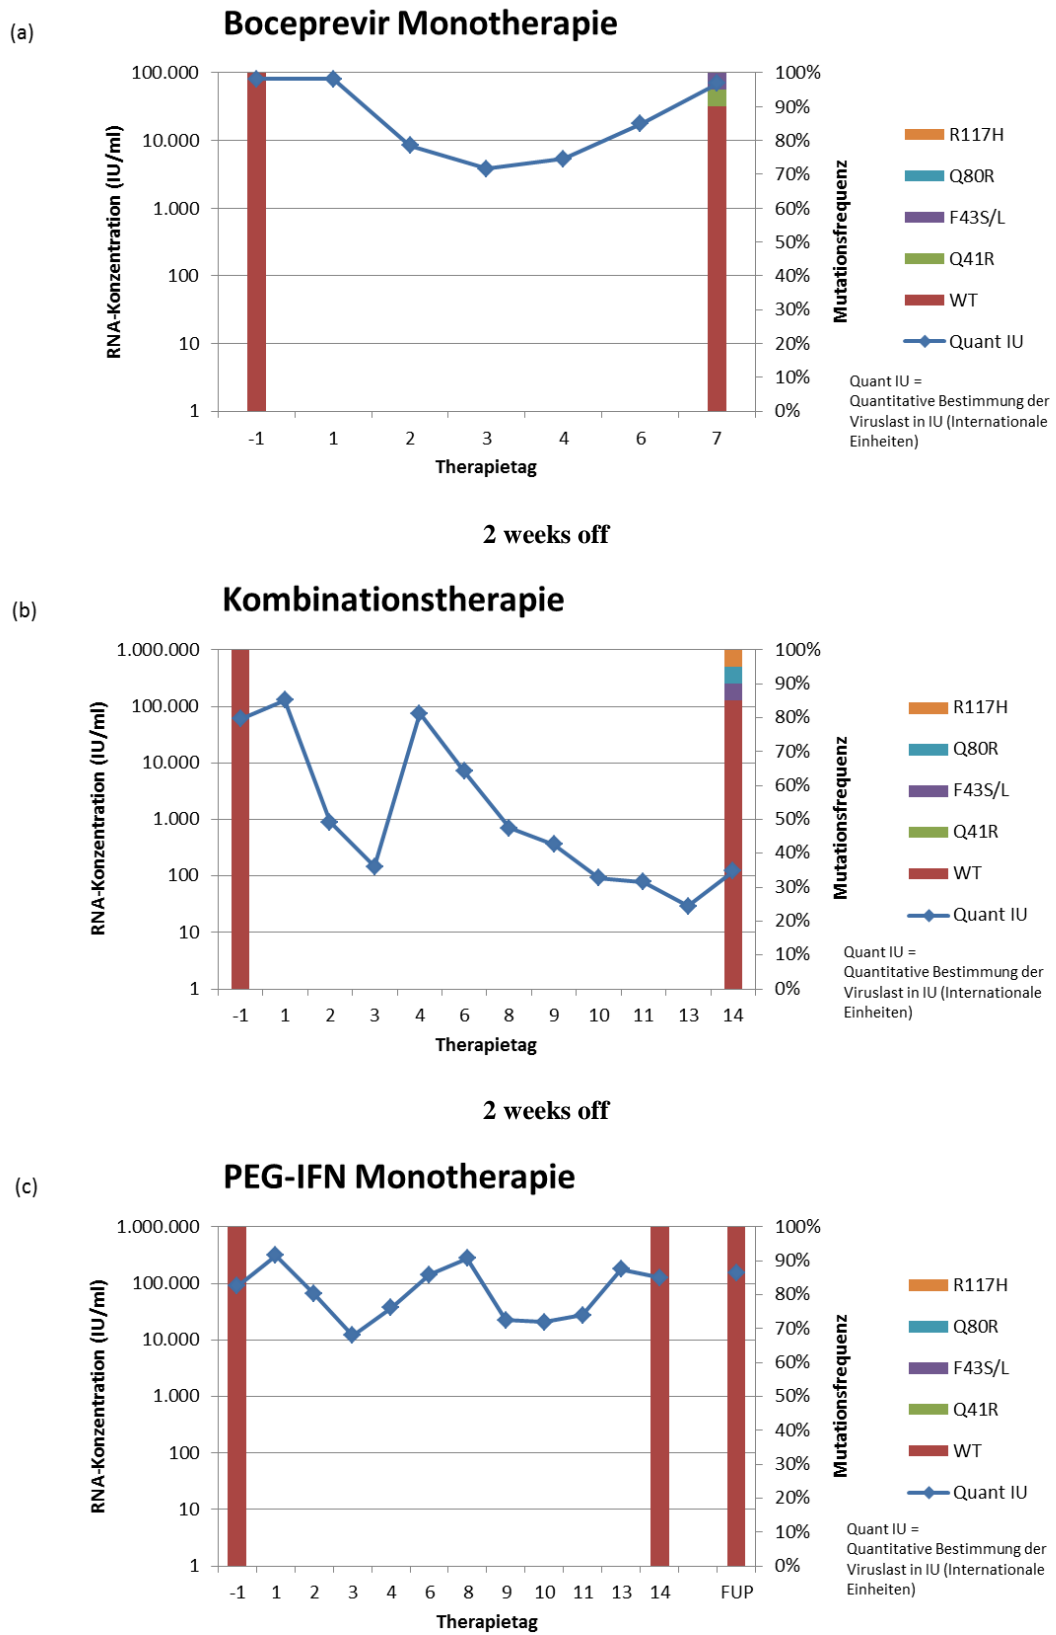 (a)
Boceprevir Monotherapie
100.000
10.000
1.000
100
10
1
RNA-Konzentration (IU/ml)
100%
90%
80%
70%
60%
50%
40%
30%
20%
10%
0%
Mutationsfrequenz
-1 1 2 3 4 6 7
Therapietag
R117H
Q80R
F43S/L
Q41R
WT
Quant IU
Quant IU =
Quantitative Bestimmung der
Viruslast in IU (Internationale
Einheiten)
2 weeks off
(b)
Kombinationstherapie
1.000.000
100.000
10.000
1.000
100
10
1
RNA-Konzentration (IU/ml)
100%
90%
80%
70%
60%
50%
40%
30%
20%
10%
0%
Mutationsfrequenz
-1 1 2 3 4 6 8 9 10 11 13 14
Therapietag
R117H
Q80R
F43S/L
Q41R
WT
Quant IU
Quant IU =
Quantitative Bestimmung der
Viruslast in IU (Internationale
Einheiten)
2 weeks off
(c)
PEG-IFN Monotherapie
1.000.000
100.000
10.000
1.000
100
10
1
RNA-Konzentration (IU/ml)
100%
90%
80%
70%
60%
50%
40%
30%
20%
10%
0%
Mutationsfrequenz
-1 1 2 3 4 6 8 9 10 11 13 14 FUP
Therapietag
R117H
Q80R
F43S/L
Q41R
WT
Quant IU
Quant IU =
Quantitative Bestimmung der
Viruslast in IU (Internationale
Einheiten)